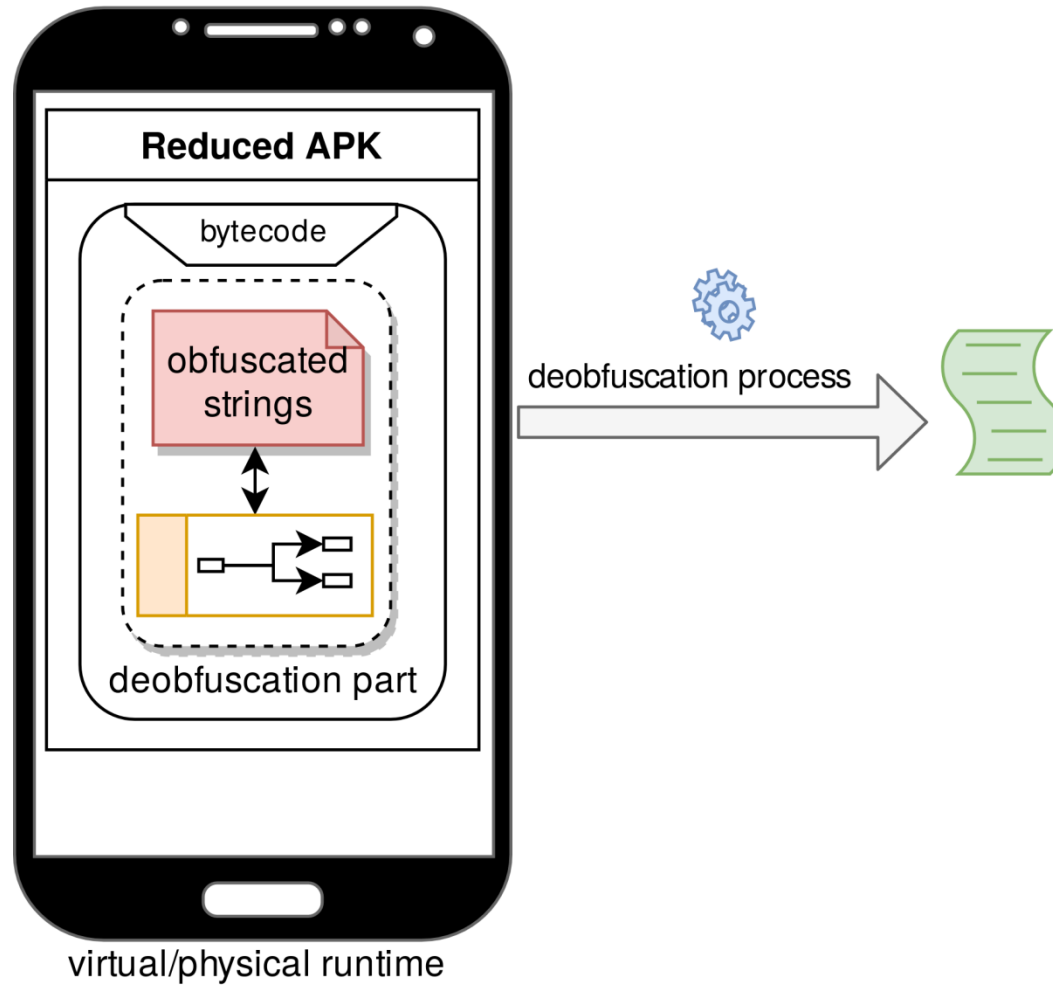 Reduced APK
bytecode
obfuscated
strings
deobfuscation part
deobfuscation process
virtual/physical runtime